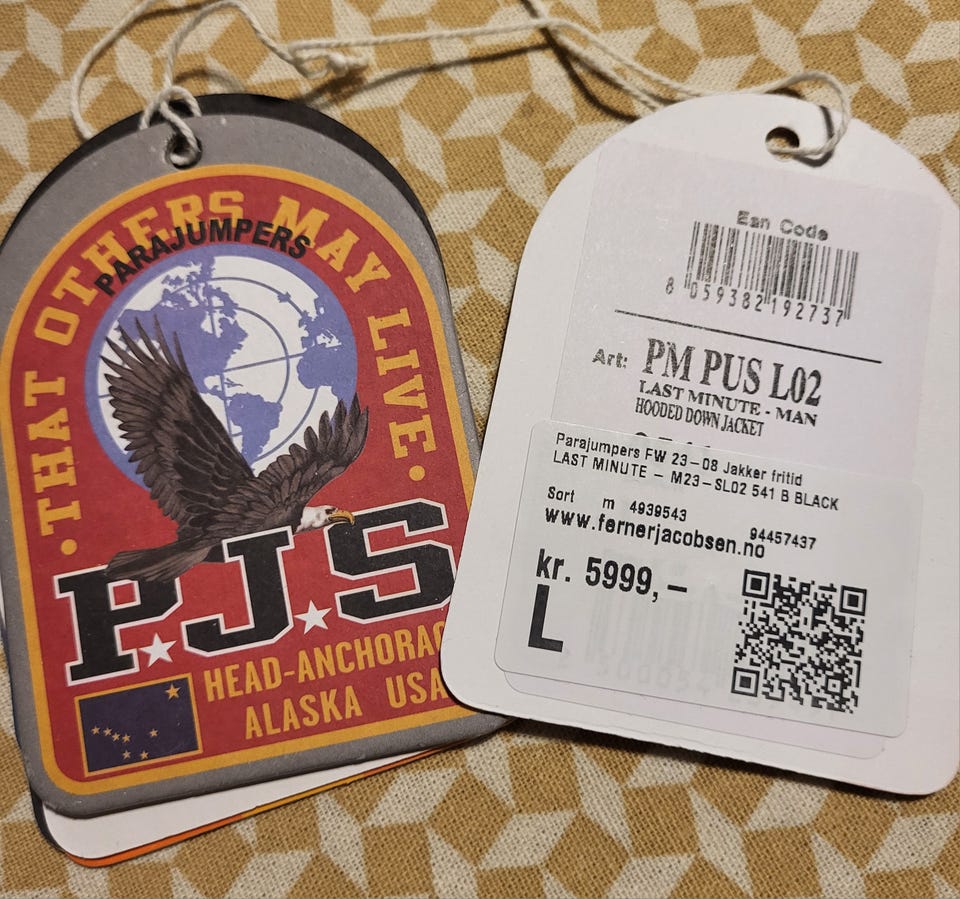 THAT OTHERS MAY LIVE
PARAJUMPERS
P.J.S
HEAD-ANCHORAG
ALASKA USA
Ean Code
8 059382 192737
Art: PM PUS L02
LAST MINUTE - MAN
HOODED DOWN JACKET
Parajumpers FW 23-08 Jakker fritid
LAST MINUTE - M23-SL02 541 B BLACK
Sort m 4939543 94457437
www.fernerjacobsen.no
kr. 5999,-
L